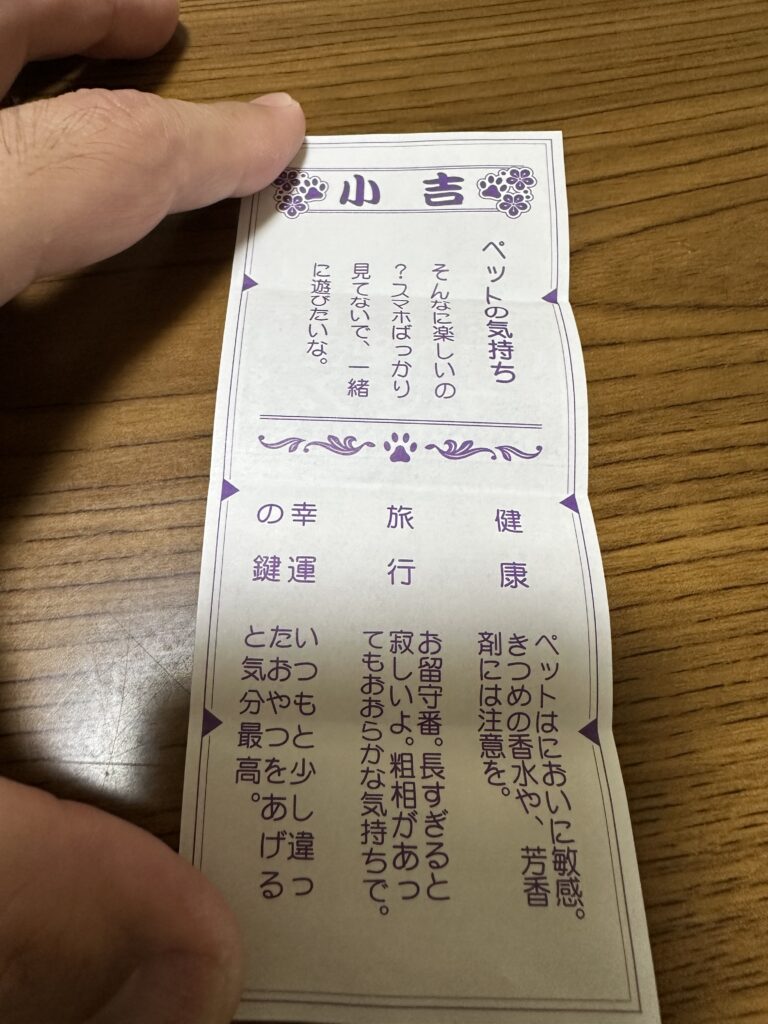 小吉
ペットの気持ち
そんなに楽しいの
？スマホばっかり
見てないで、一緒
に遊びたいな。
健康
ペットはにおいに敏感。
きつめの香水や、芳香
剤には注意を。
旅行
お留守番。長すぎると
寂しいよ。粗相があっ
てもおおらかな気持ちで。
幸運
の鍵
いつもと少し違っ
たおやつをあげる
と気分最高。